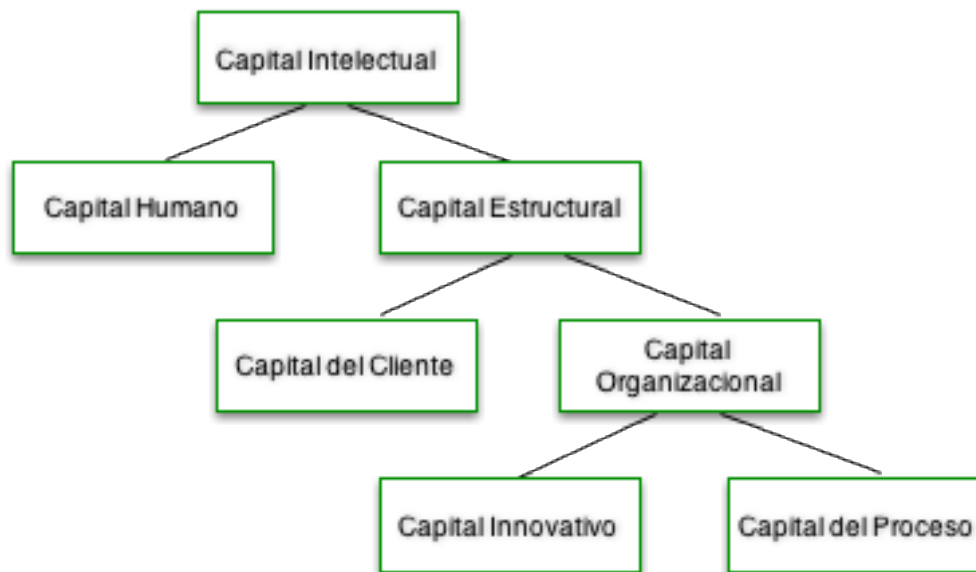 Capital Intelectual
Capital Humano
Capital Estructural
Capital del Cliente
Capital
Organizacional
Capital Innovativo
Capital del Proceso